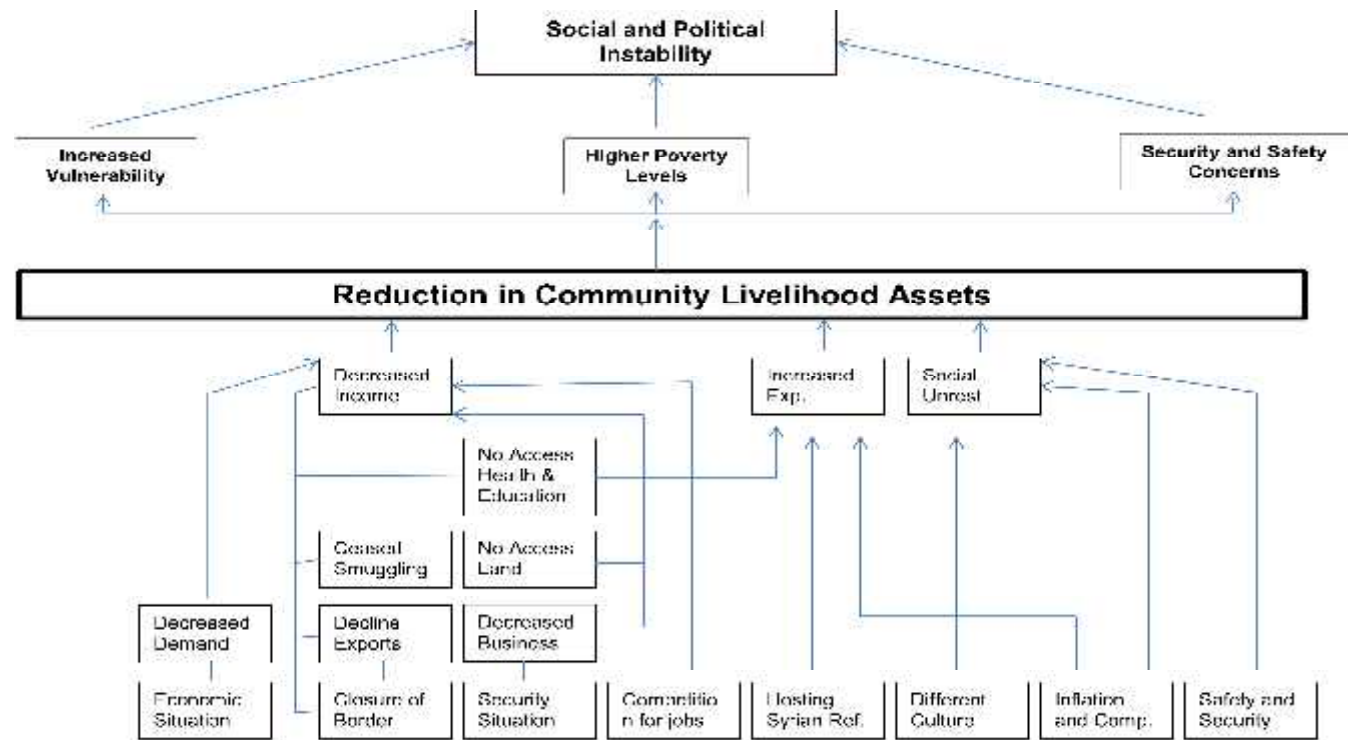 Social and Political
Instability
Increased
Vulnerability
Higher Poverty
Levels
Security and Safety
Concerns
Reduction in Community Livelihood Assets
Decreased
Income
Increased
Exp.
Social
Unrest
No Access
Health &
Education
Ceased
Smuggling
No Access
Land
Decreased
Demand
Decline
Exports
Decreased
Business
Economic
Situation
Closure of
Border
Security
Situation
Competitio
n for jobs
Hosting
Syrian Ref.
Different
Culture
Inflation
and Comp.
Safety and
Security